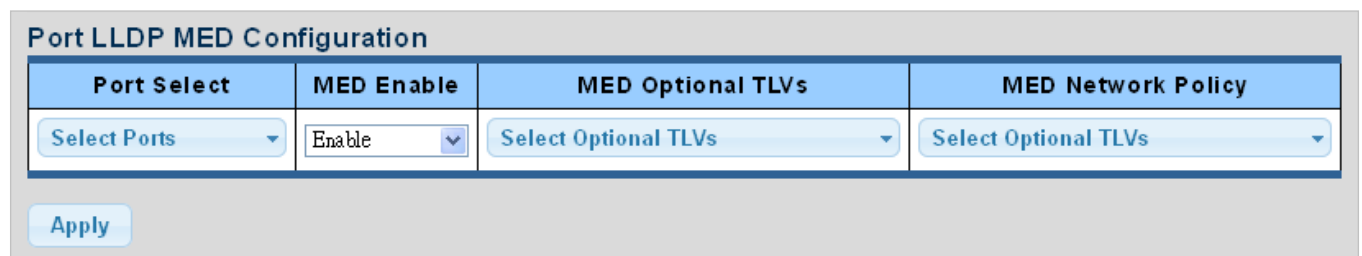 Port LLDP MED Configuration
Port Select MED Enable MED Optional TLVs MED Network Policy
Select Ports Enable Select Optional TLVs Select Optional TLVs
Apply